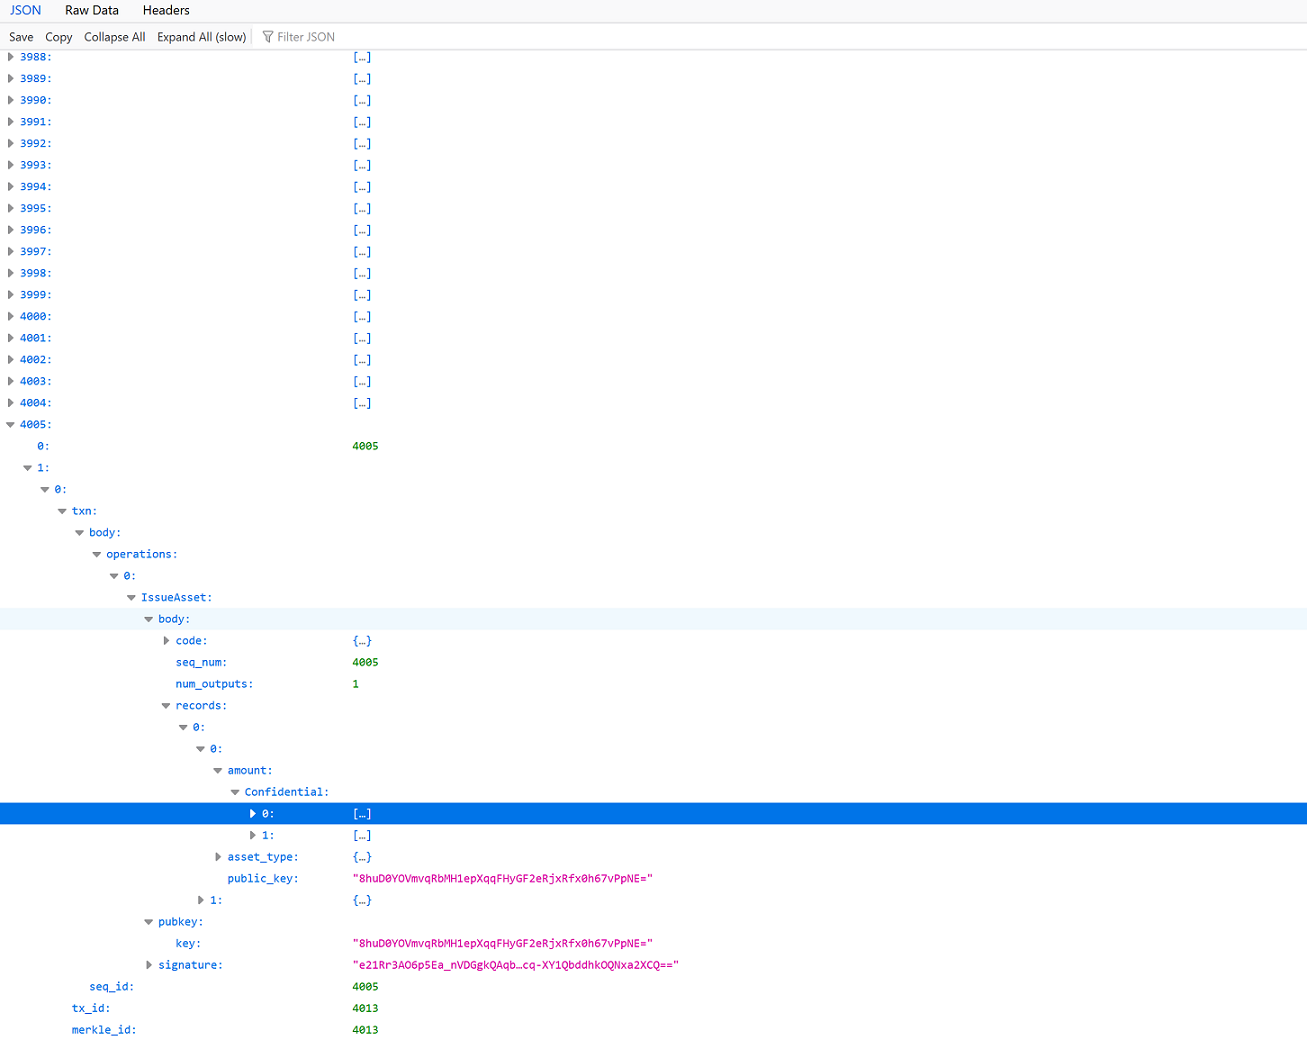 JSON Raw Data Headers
Save Copy Collapse All Expand All (slow) Filter JSON
3988: […]
3989: […]
3990: […]
3991: […]
3992: […]
3993: […]
3994: […]
3995: […]
3996: […]
3997: […]
3998: […]
3999: […]
4000: […]
4001: […]
4002: […]
4003: […]
4004: […]
4005:
0: 4005
1:
0:
txn:
body:
operations:
0:
IssueAsset:
body:
code: {…}
seq_num: 4005
num_outputs: 1
records:
0:
0:
amount:
Confidential:
0: […]
1: […]
asset_type: {…}
public_key: "8huD0YOVmvqRbMH1epXqqFHyGF2eRjxRfx0h67vPpNE="
1: {…}
pubkey:
key: "8huD0YOVmvqRbMH1epXqqFHyGF2eRjxRfx0h67vPpNE="
signature: "e21Rr3AO6p5Ea_nVDGgkQAqb…cq-XY1QbddhkOQNxa2XCQ=="
seq_id: 4005
tx_id: 4013
merkle_id: 4013